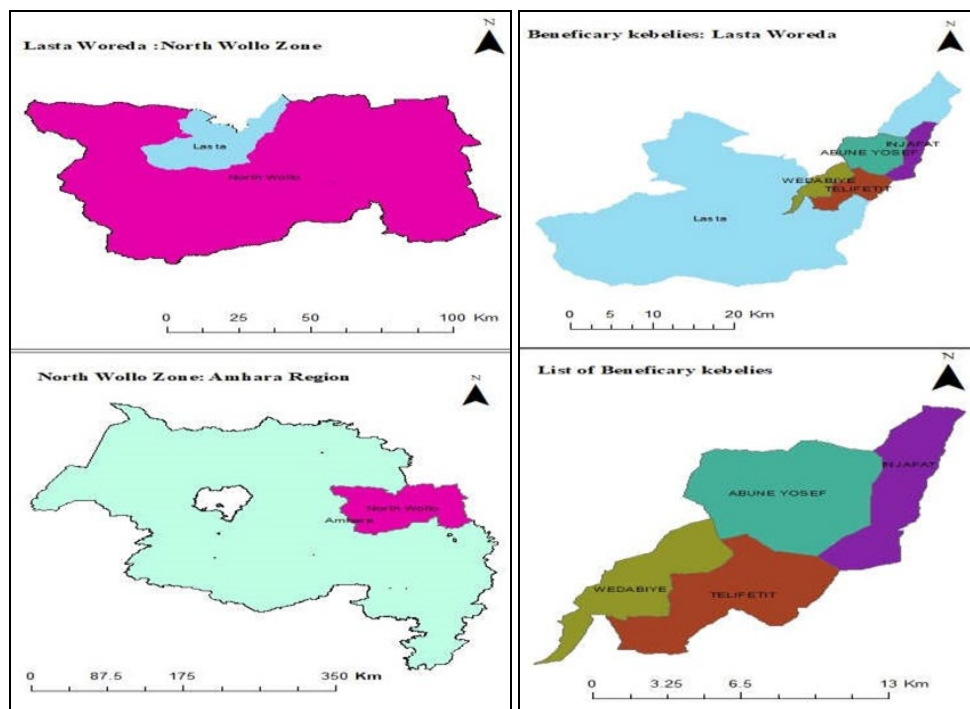 Lasta Woreda : North Wollo Zone
N
Lasta
North Wollo
0 25 50 100 Km
Beneficary kebelies: Lasta Woreda
N
INJAFAT
ABUNE YOSEF
WEDABIYE
TELIFETIT
Lasta
0 5 10 20 Km
North Wollo Zone: Amhara Region
N
North Wollo
Amhara
0 87.5 175 350 Km
List of Beneficary kebelies
N
INJAFAT
ABUNE YOSEF
WEDABIYE
TELIFETIT
0 3.25 6.5 13 Km